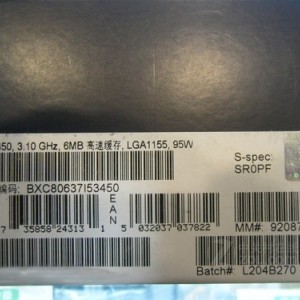 450, 3.10 GHz, 6MB 高速缓存, LGA1155, 95W
S-spec:
SR0PF
编码: BXC80637I53450
EAN
7 35858 24313 1 5 032037 037822
MM#: 92087
Batch#: L204B270